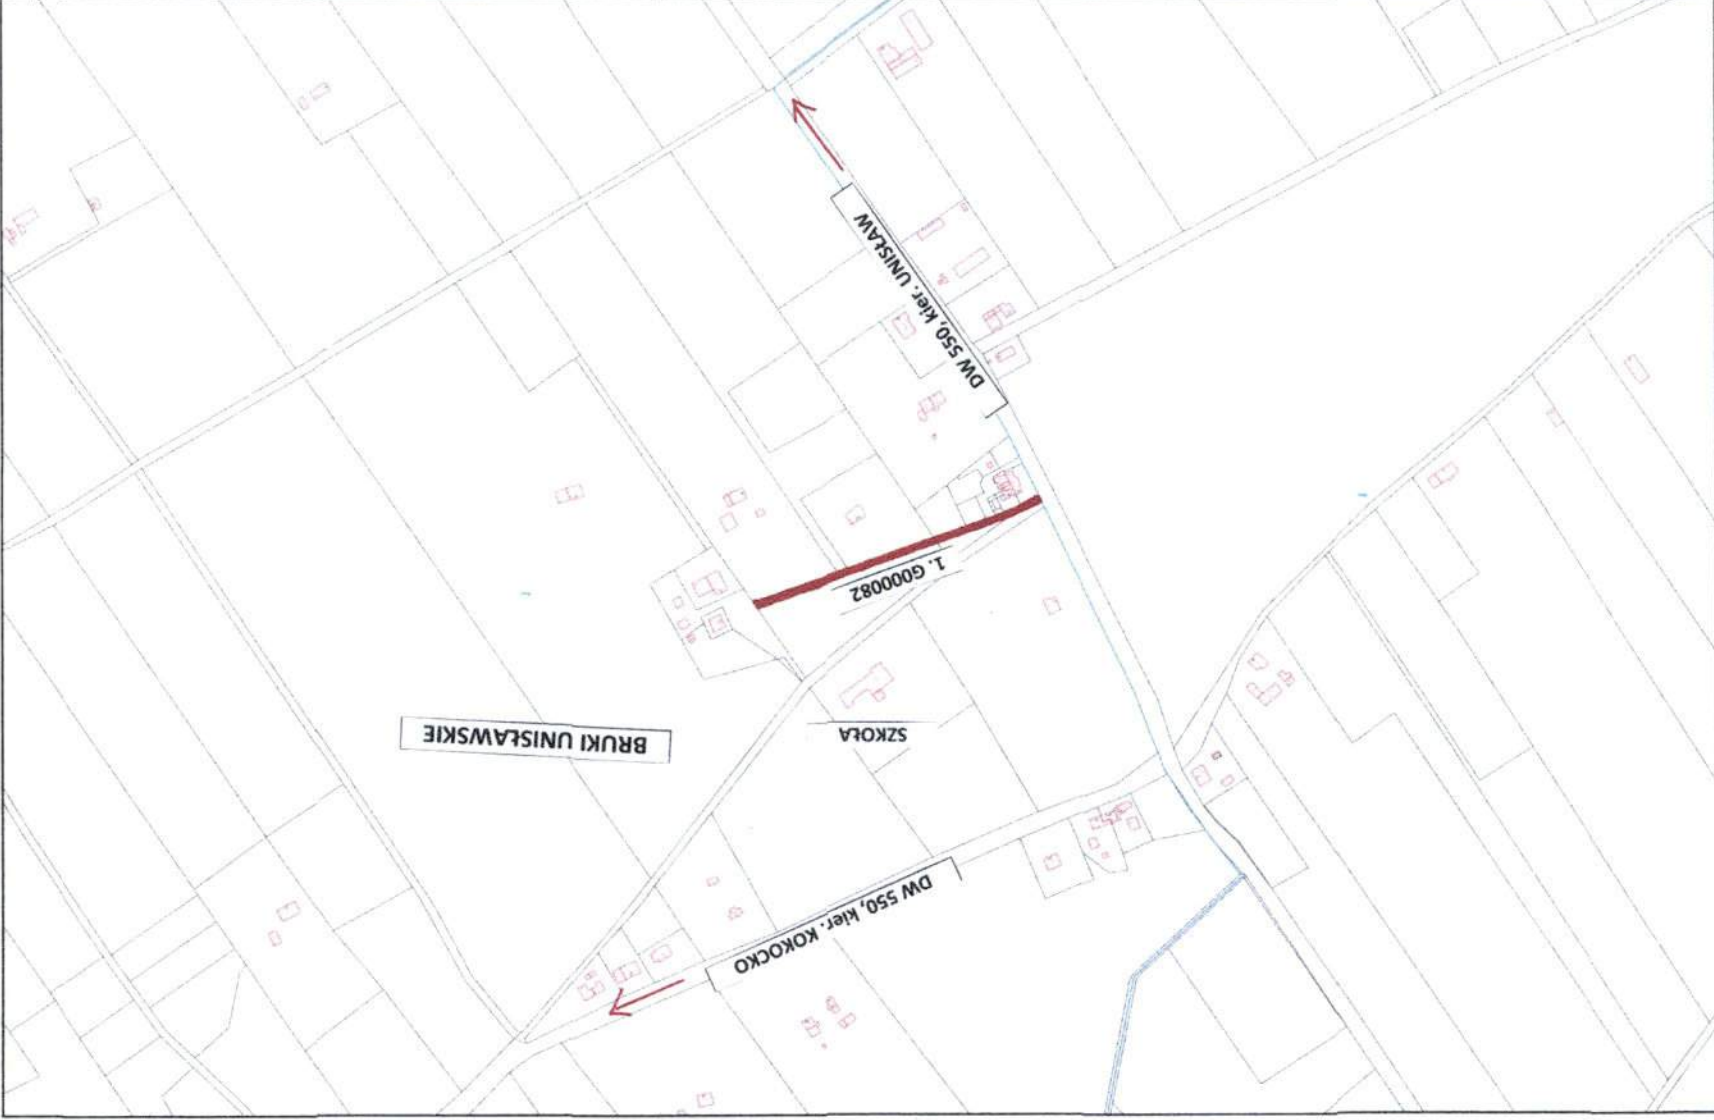 DW 550, kier. KOKOCKO
SZKOŁA
BRUKI UNISŁAWSKIE
1. G000082
DW 550, kier. UNISŁAW